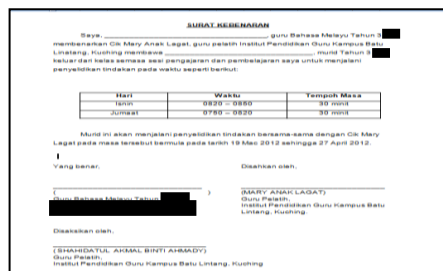 SURAT KEBENARAN
Saya, ______________________________, guru Bahasa Melayu Tahun 3
membenarkan Cik Mary Anak Lagat, guru pelatih Institut Pendidikan Guru Kampus Batu
Lintang, Kuching membawa ______________________________, murid Tahun 3
keluar dari kelas semasa sesi pengajaran dan pembelajaran saya untuk menjalani
penyelidikan tindakan pada waktu seperti berikut:
Hari Waktu Tempoh Masa
Isnin 0820 – 0850 30 minit
Jumaat 0750 – 0820 30 minit
Murid ini akan menjalani penyelidikan tindakan bersama-sama dengan Cik Mary
Lagat pada masa tersebut bermula pada tarikh 19 Mac 2012 sehingga 27 April 2012.
Yang benar, Disahkan oleh,
( ) (MARY ANAK LAGAT)
Guru Bahasa Melayu Tahun Guru Pelatih,
Institut Pendidikan Guru Kampus Batu
Lintang, Kuching
Disaksikan oleh,
(SHAHIDATUL AKMAL BINTI AHMADY)
Guru Pelatih,
Institut Pendidikan Guru Kampus Batu Lintang, Kuching